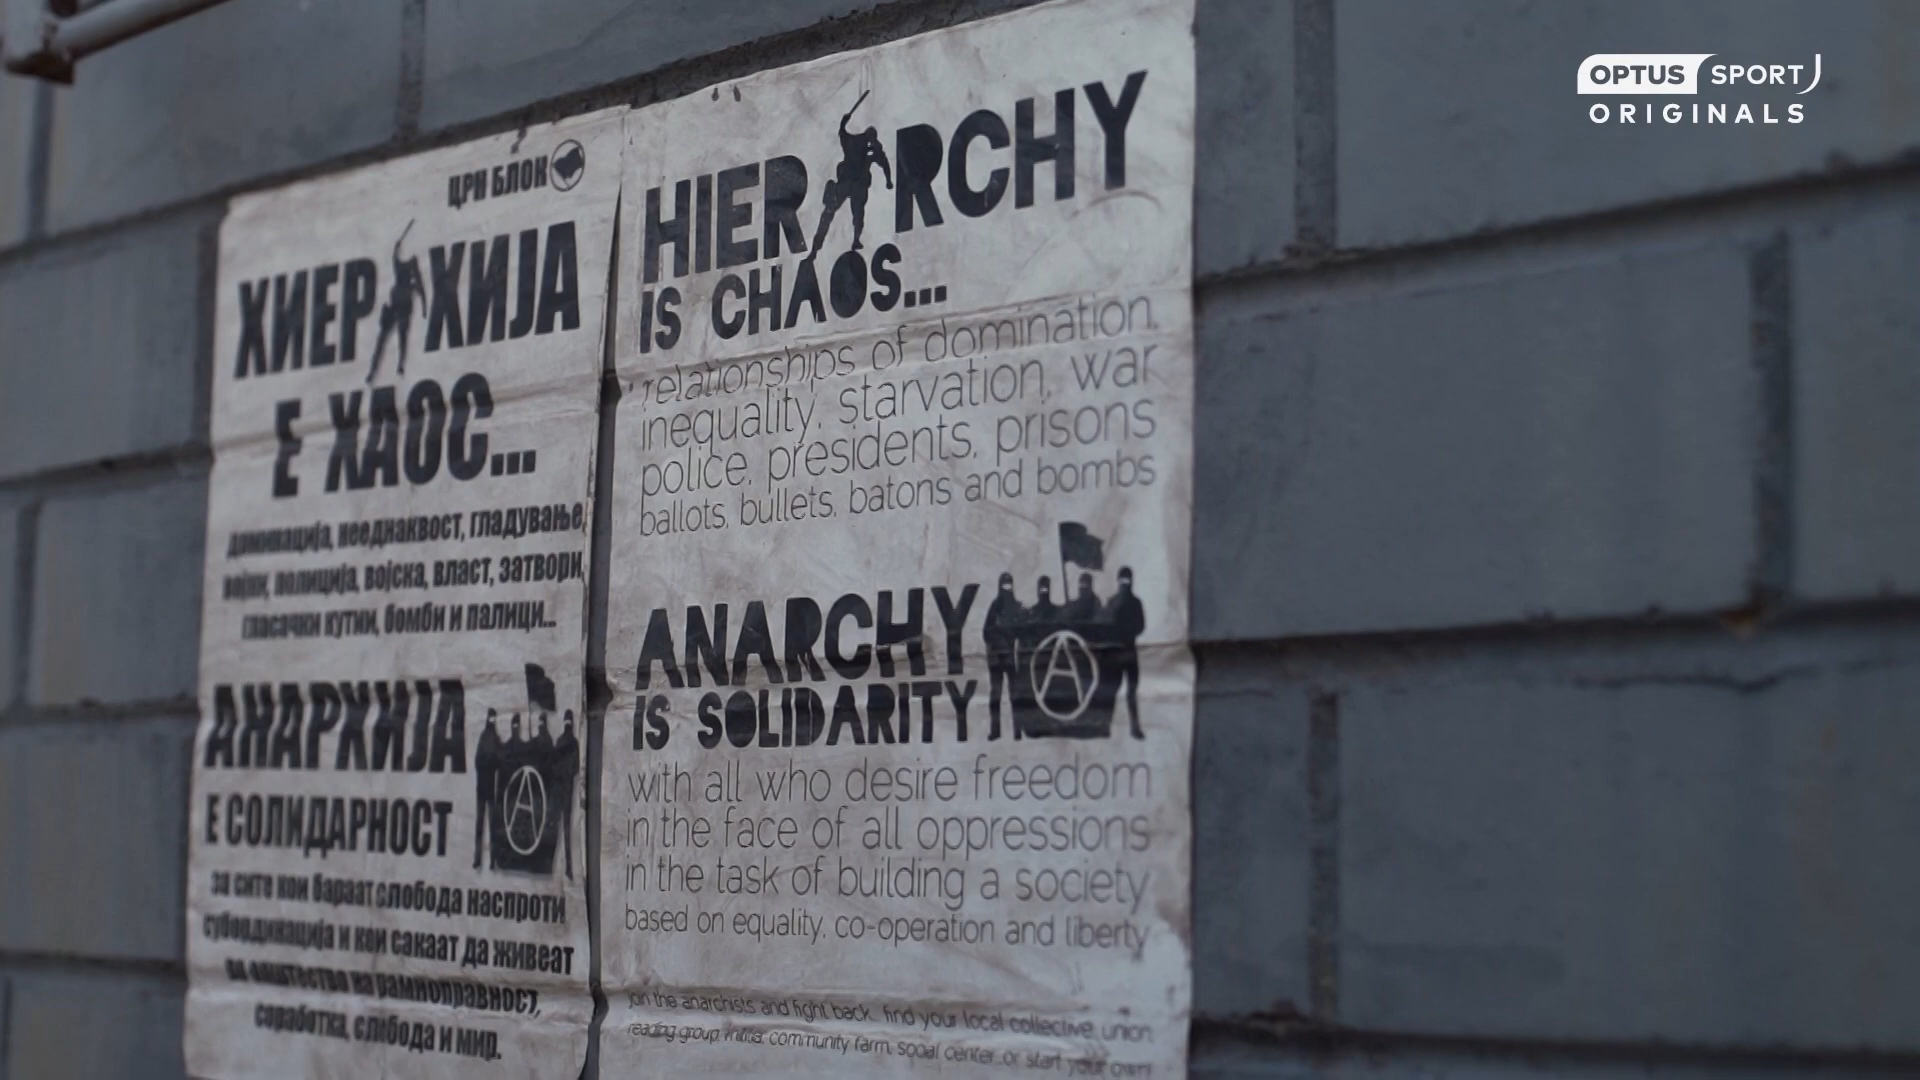 OPTUS SPORT
ORIGINALS
ЦРН БЛОК
ХИЕРАХИЈА
Е ХАОС...
доминација, нееднаквост, гладување,
војни, полиција, војска, власт, затвори,
гласачки кутии, бомби и палици...
АНАРХИЈА
Е СОЛИДАРНОСТ
за сите кои бараат слобода наспроти
субординација и кои сакаат да живеат
во општество на рамноправност,
соработка, слобода и мир.
HIERARCHY
IS CHAOS...
relationships of domination,
inequality, starvation, war
police, presidents, prisons
ballots, bullets, batons and bombs
ANARCHY
IS SOLIDARITY
A
with all who desire freedom
in the face of all oppressions
in the task of building a society
based on equality, co-operation and liberty
join the anarchists and fight back. find your local collective, union
reading group, militia, community farm, social center or start your own